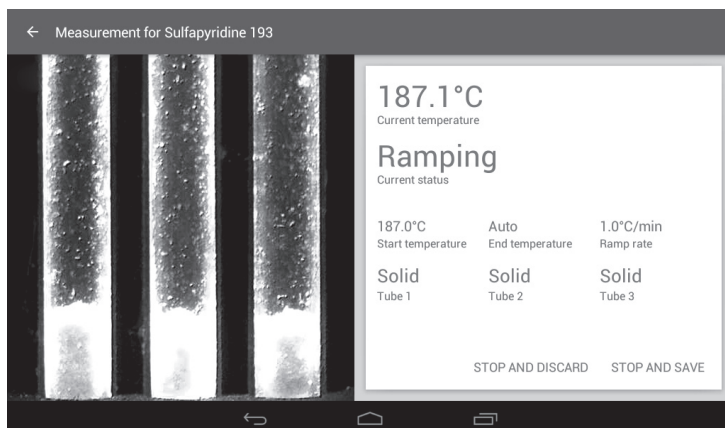 Measurement for Sulfapyridine 193
187.1°C
Current temperature
Ramping
Current status
187.0°C Auto 1.0°C/min
Start temperature End temperature Ramp rate
Solid Solid Solid
Tube 1 Tube 2 Tube 3
STOP AND DISCARD STOP AND SAVE